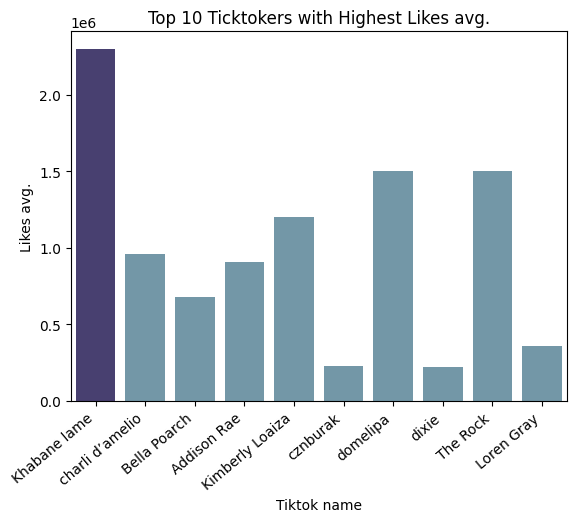 Top 10 Ticktokers with Highest Likes avg.
1e6
2.0
1.5
1.0
0.5
0.0
Likes avg.
Khabane lame
charli d’amelio
Bella Poarch
Addison Rae
Kimberly Loaiza
cznburak
domelipa
dixie
The Rock
Loren Gray
Tiktok name